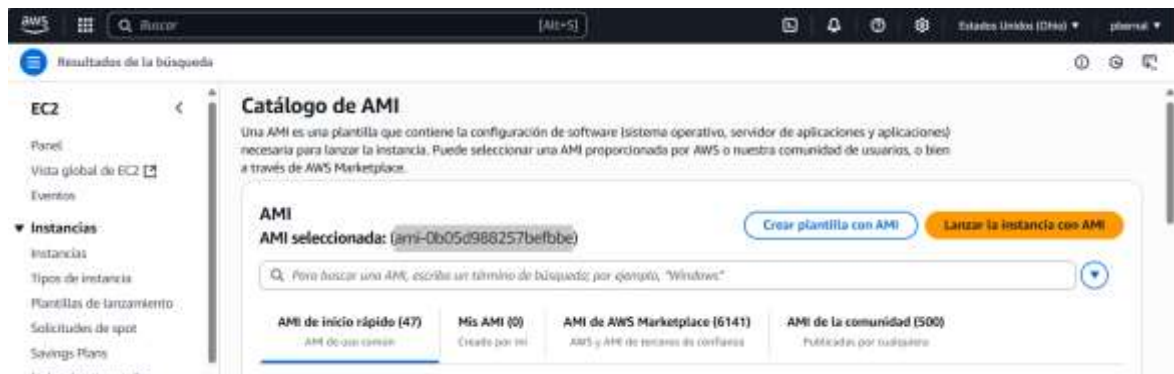 aws
Buscar
[Alt+S]
Estados Unidos (Ohio)
pbernal
Resultados de la búsqueda
EC2
Panel
Vista global de EC2
Eventos
Instancias
Instancias
Tipos de instancia
Plantillas de lanzamiento
Solicitudes de spot
Savings Plans
Catálogo de AMI
Una AMI es una plantilla que contiene la configuración de software (sistema operativo, servidor de aplicaciones y aplicaciones)
necesaria para lanzar la instancia. Puede seleccionar una AMI proporcionada por AWS o nuestra comunidad de usuarios, o bien
a través de AWS Marketplace.
AMI
AMI seleccionada: (ami-0b05d988257befbbe)
Crear plantilla con AMI
Lanzar la instancia con AMI
Para buscar una AMI, escriba un término de búsqueda; por ejemplo, "Windows"
AMI de inicio rápido (47)
AMI de uso común
Mis AMI (0)
Creado por mí
AMI de AWS Marketplace (6141)
AWS y AMI de terceros de confianza
AMI de la comunidad (500)
Publicadas por cualquiera